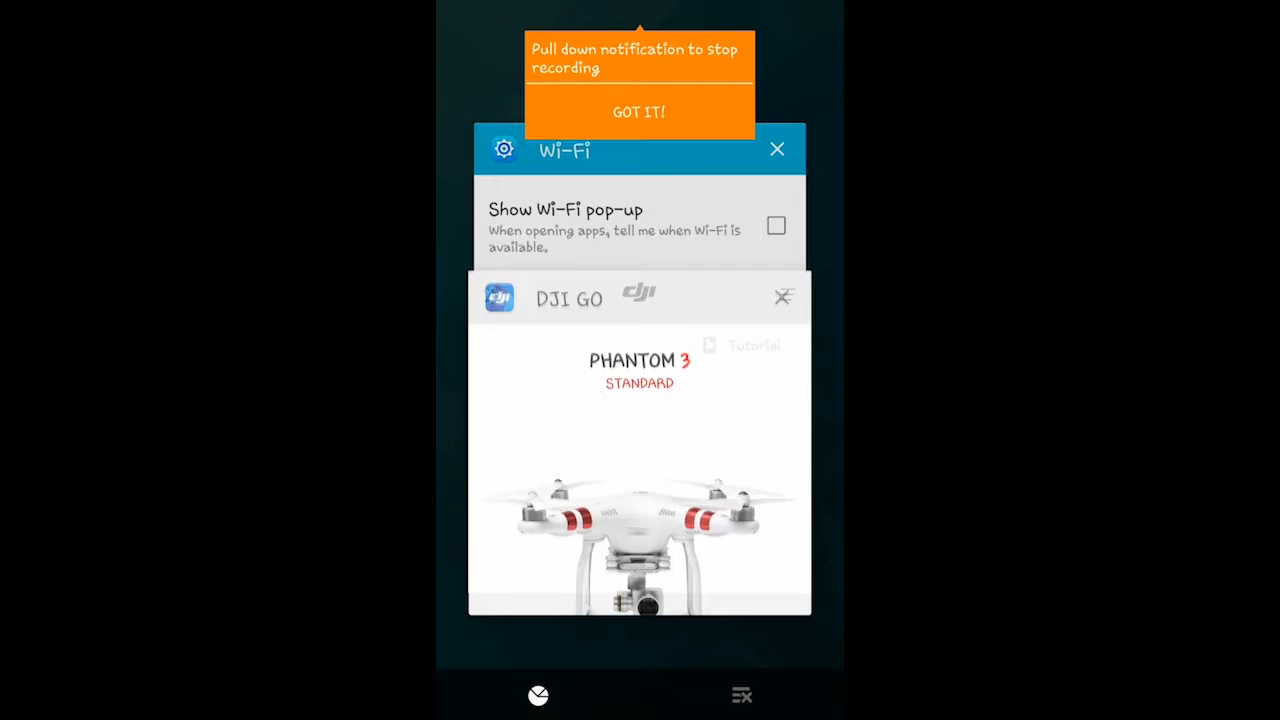 Pull down notification to stop
recording
GOT IT!
Wi-Fi
Show Wi-Fi pop-up
When opening apps, tell me when Wi-Fi is
available.
DJI GO
dji
Tutorial
PHANTOM 3
STANDARD